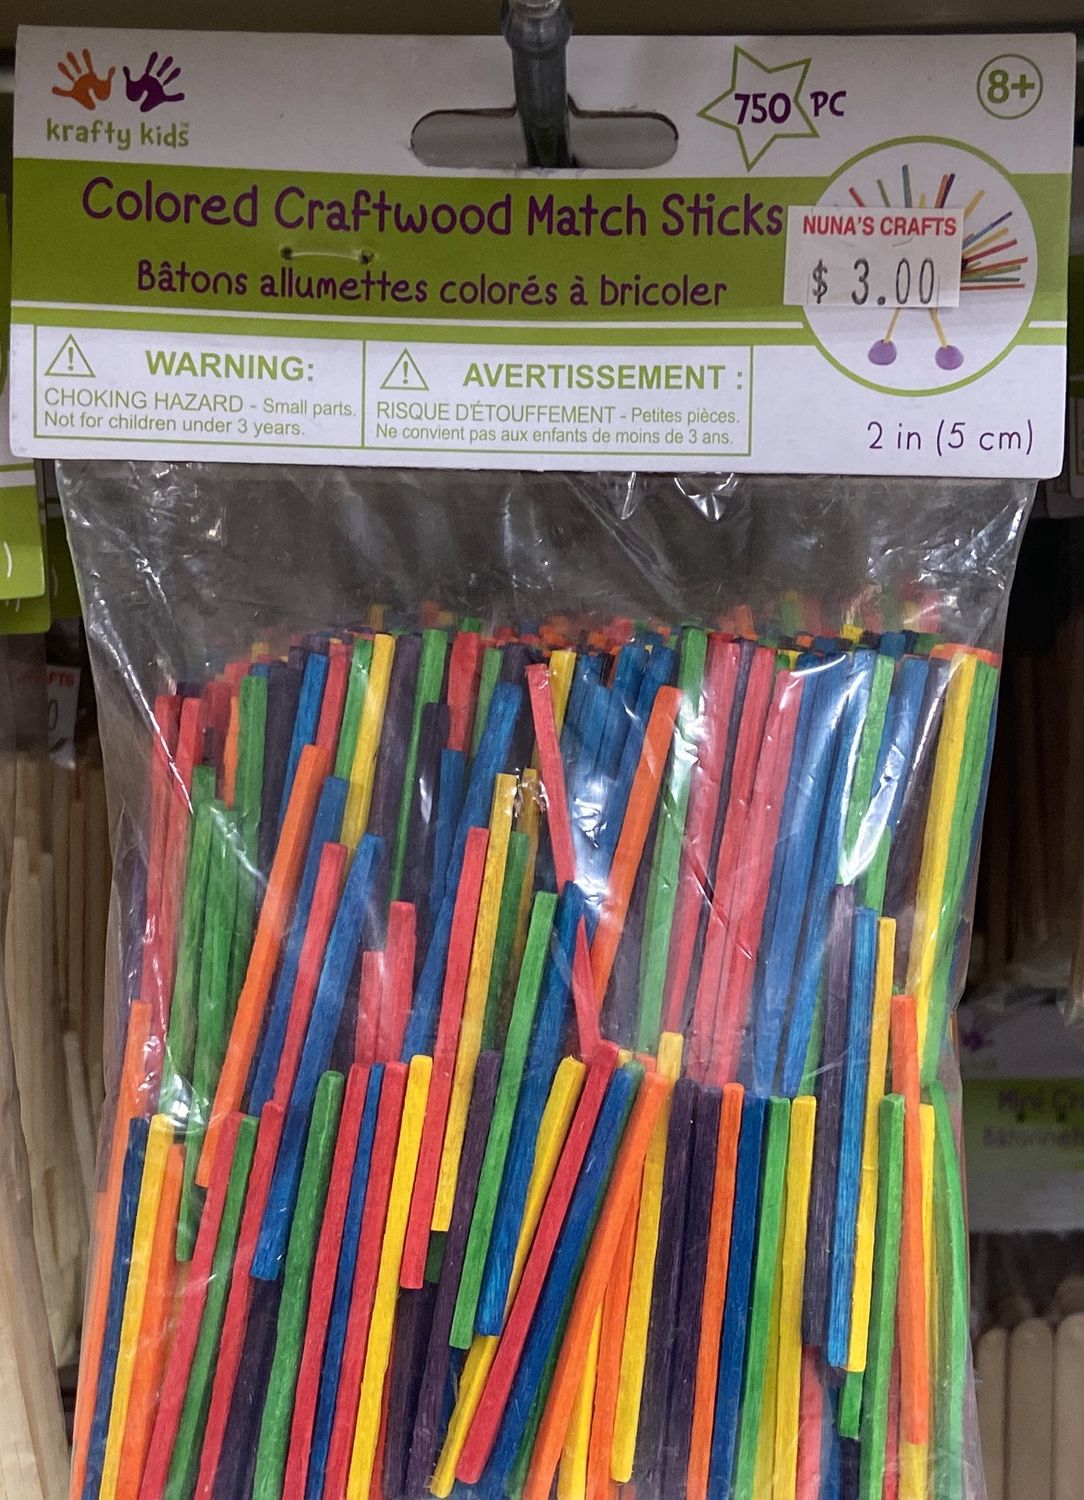 krafty kids™
750 PC
8+
Colored Craftwood Match Sticks
Bâtons allumettes colorés à bricoler
NUNA'S CRAFTS
$ 3.00
WARNING:
CHOKING HAZARD - Small parts.
Not for children under 3 years.
AVERTISSEMENT :
RISQUE D'ÉTOUFFEMENT - Petites pièces.
Ne convient pas aux enfants de moins de 3 ans.
2 in (5 cm)